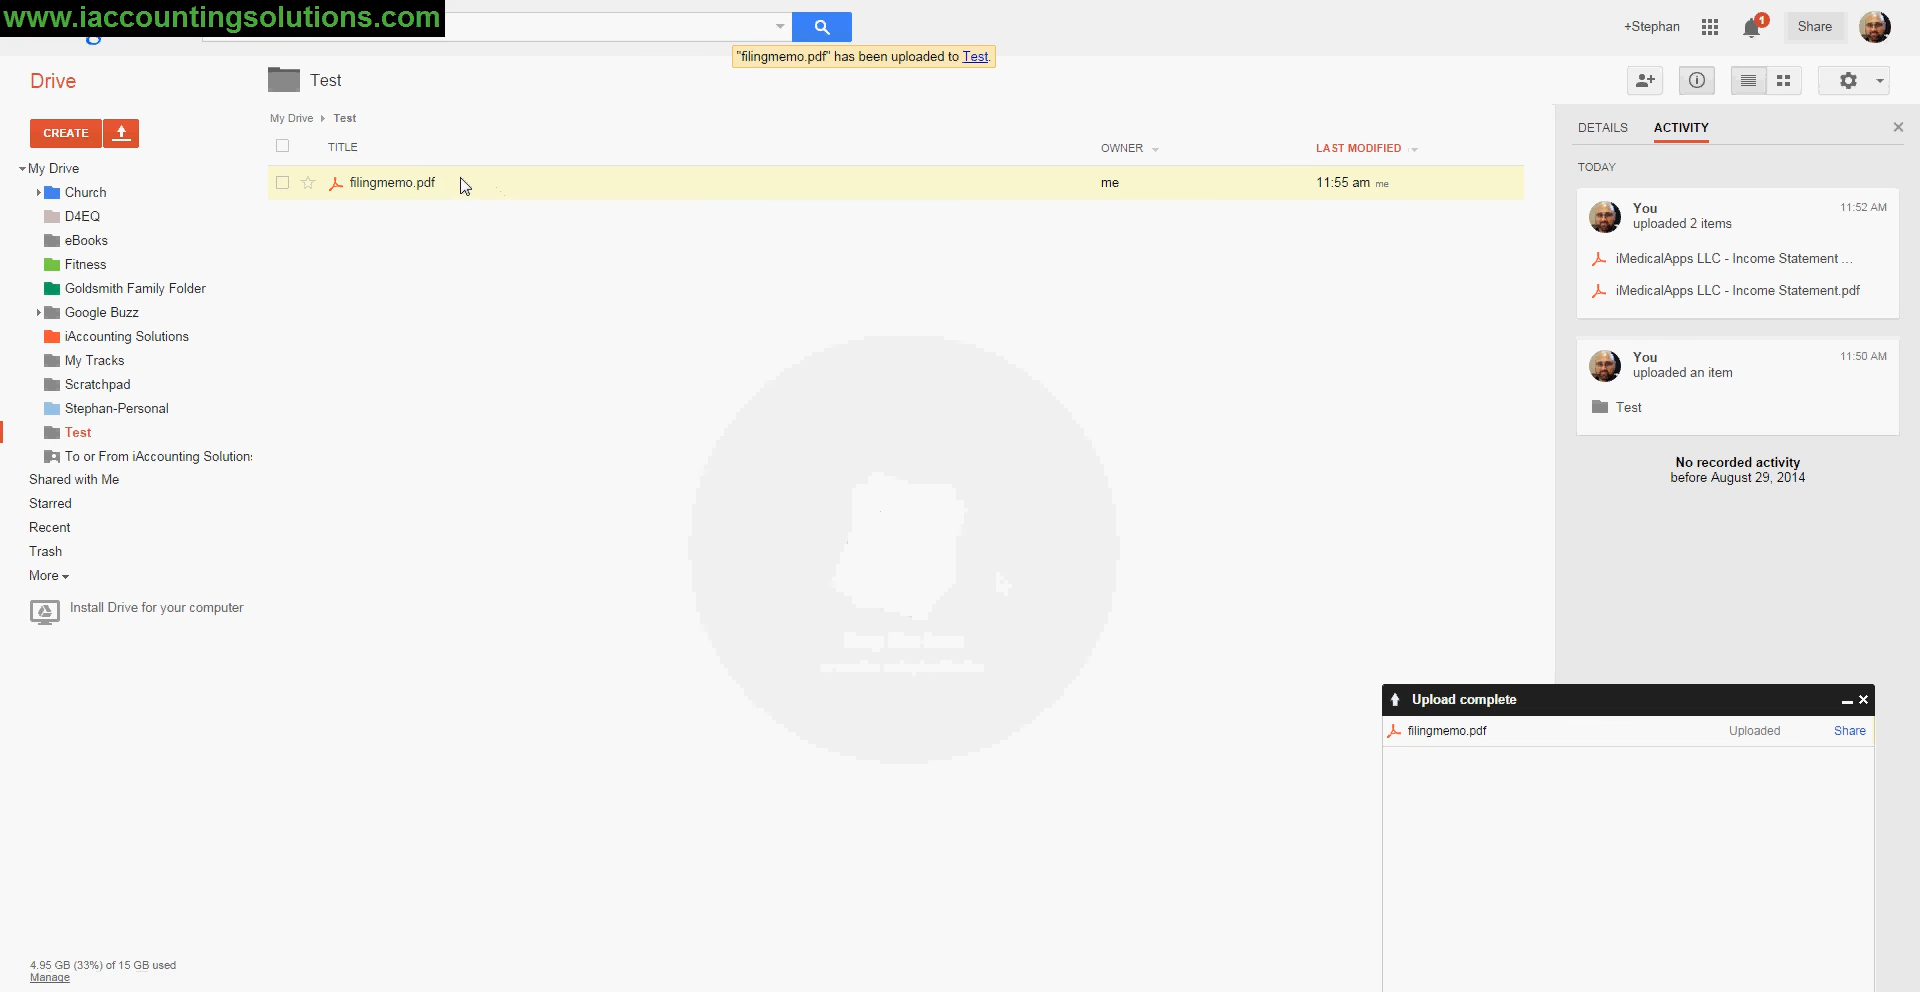 www.iaccountingsolutions.com
+Stephan
1
Share
"filingmemo.pdf" has been uploaded to Test.
Drive
Test
CREATE
My Drive
Church
D4EQ
eBooks
Fitness
Goldsmith Family Folder
Google Buzz
iAccounting Solutions
My Tracks
Scratchpad
Stephan-Personal
Test
To or From iAccounting Solutions
Shared with Me
Starred
Recent
Trash
More
Install Drive for your computer
4.95 GB (33%) of 15 GB used
Manage
My Drive Test
TITLE OWNER LAST MODIFIED
filingmemo.pdf me 11:55 am me
DETAILS ACTIVITY
TODAY
You 11:52 AM
uploaded 2 items
iMedicalApps LLC - Income Statement ...
iMedicalApps LLC - Income Statement.pdf
You 11:50 AM
uploaded an item
Test
No recorded activity
before August 29, 2014
Upload complete
filingmemo.pdf Uploaded Share